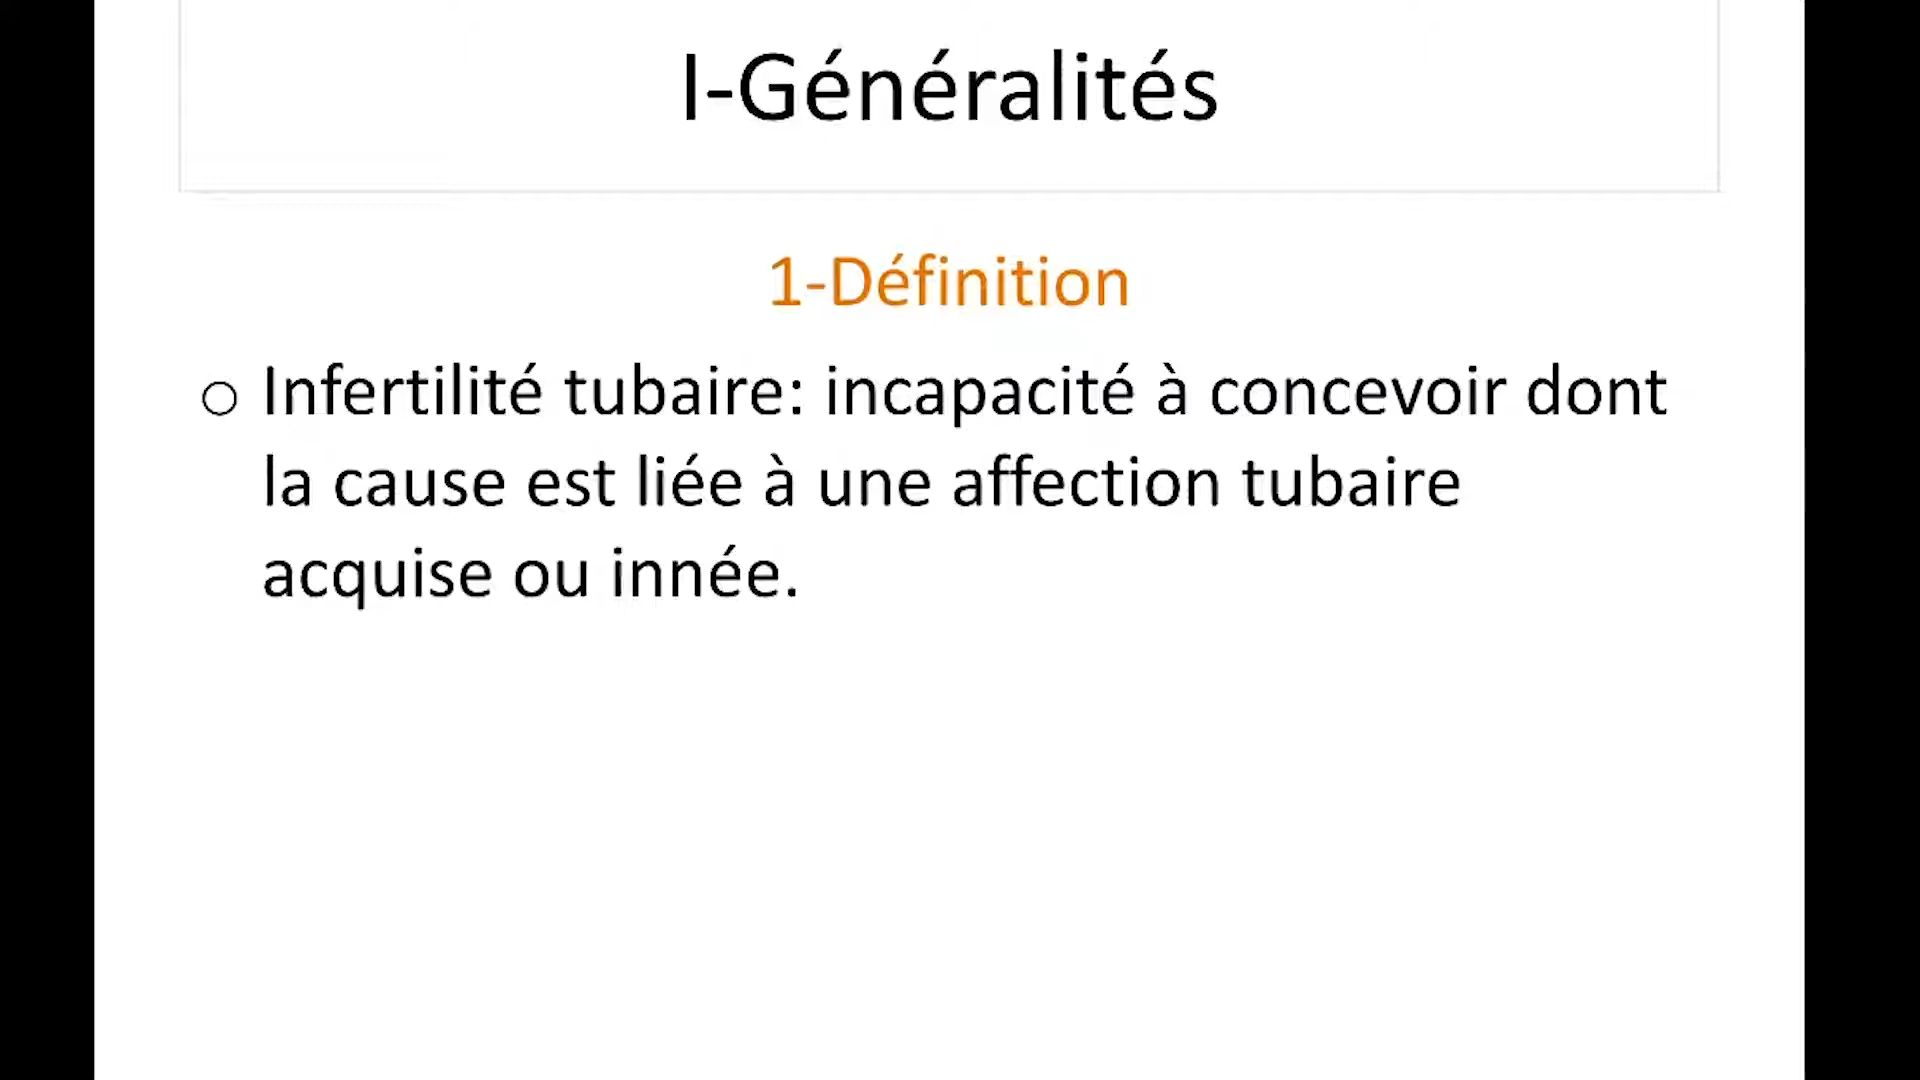 I-Généralités
1-Définition
○ Infertilité tubaire: incapacité à concevoir dont
la cause est liée à une affection tubaire
acquise ou innée.